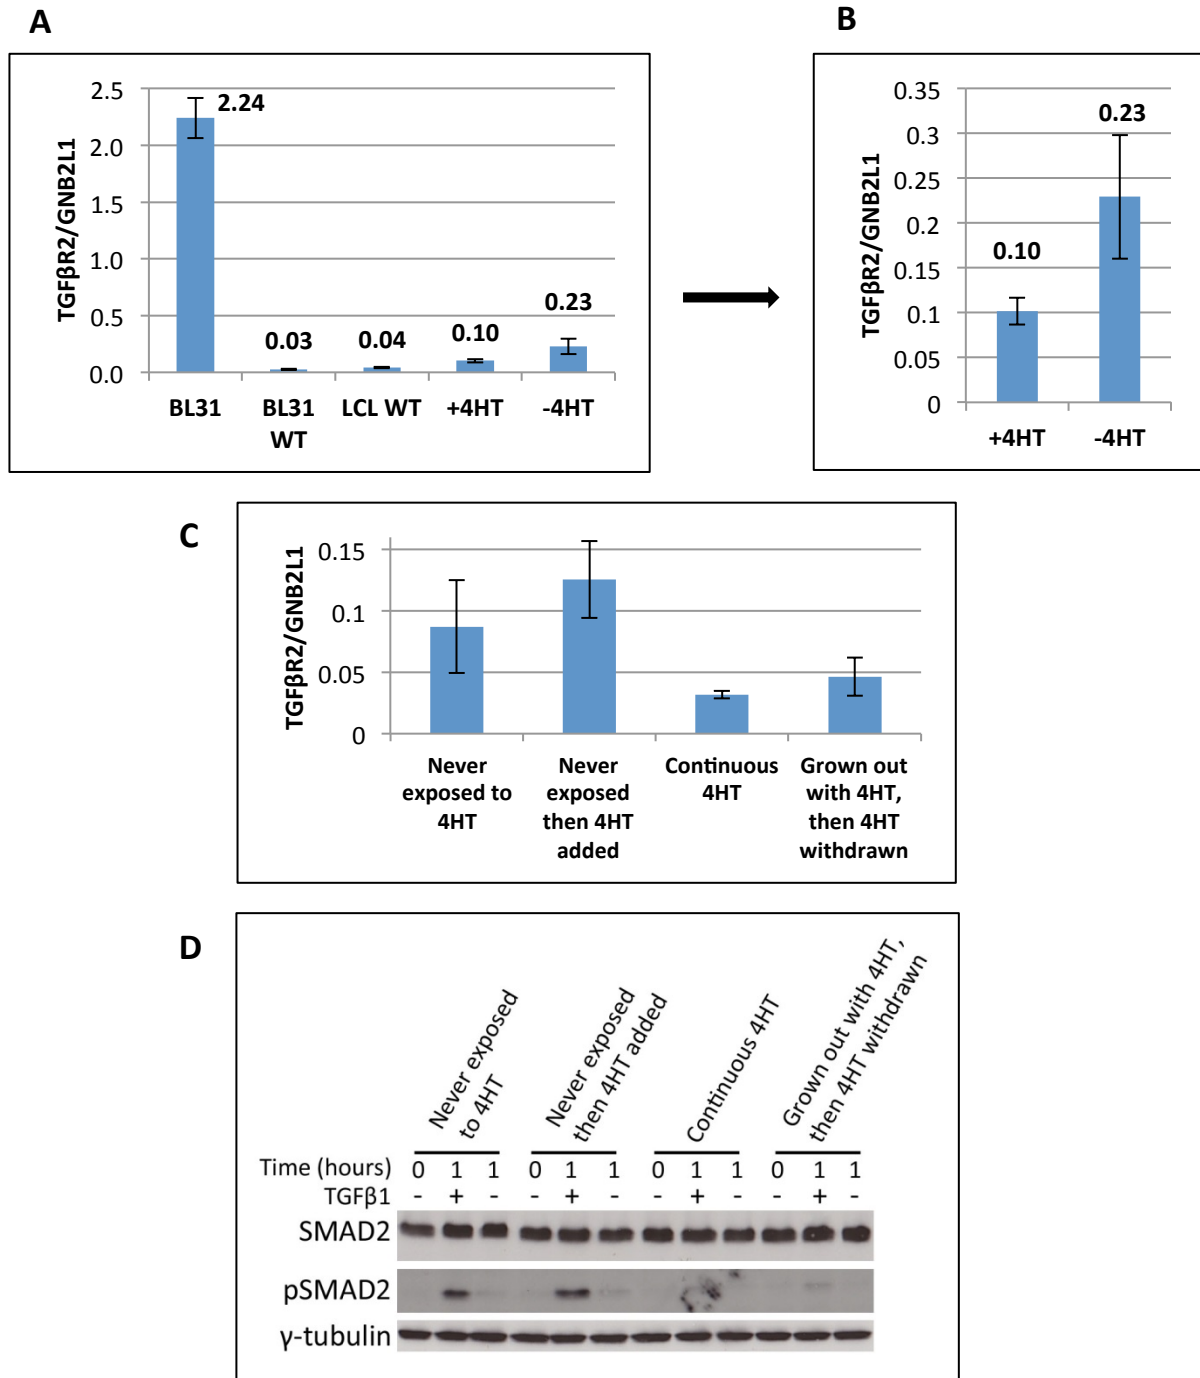 A
TGFβR2/GNB2L1
2.5
2.0
1.5
1.0
0.5
0.0
2.24
0.03
0.04
0.10
0.23
BL31
BL31
WT
LCL WT
+4HT
-4HT
B
TGFβR2/GNB2L1
0.35
0.3
0.25
0.2
0.15
0.1
0.05
0
0.10
0.23
+4HT
-4HT
C
TGFβR2/GNB2L1
0.15
0.1
0.05
0
Never
exposed to
4HT
Never
exposed
then 4HT
added
Continuous
4HT
Grown out
with 4HT,
then 4HT
withdrawn
D
Never exposed
to 4HT
Never exposed
then 4HT added
Continuous 4HT
Grown out with 4HT,
then 4HT withdrawn
Time (hours) 0 1 1 0 1 1 0 1 1 0 1 1
TGFβ1 - + - - + - - + - - + -
SMAD2
pSMAD2
γ-tubulin